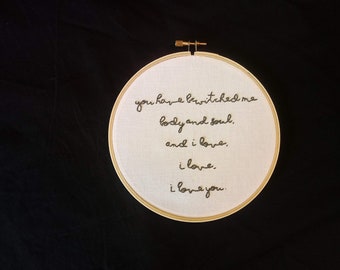 you have bewitched me
body and soul.
and i love.
i love.
i love you.